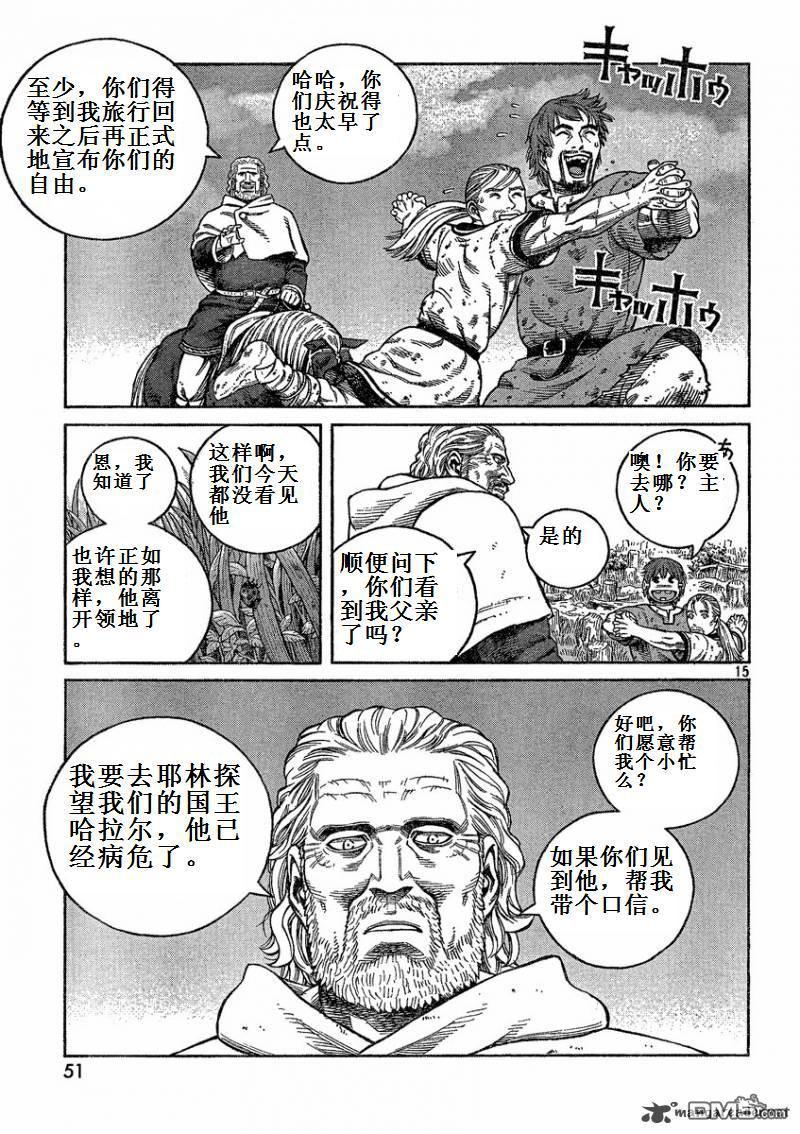 キャッホゥ
哈哈，你
们庆祝得
也太早了
点。
至少，你们得
等到我旅行回
来之后再正式
地宣布你们的
自由。
キャッホゥ
噢！你要
去哪？主
人？
是的
顺便问下
，你们看
到我父亲
了吗？
这样啊，
我们今天
都没看见
他
恩，我
知道了
也许正如
我想的那
样，他离
开领地了
。
15
好吧，你
们愿意帮
我个小忙
么？
如果你们见
到他，帮我
带个口信。
我要去耶林探
望我们的国王
哈拉尔，他已
经病危了。
51